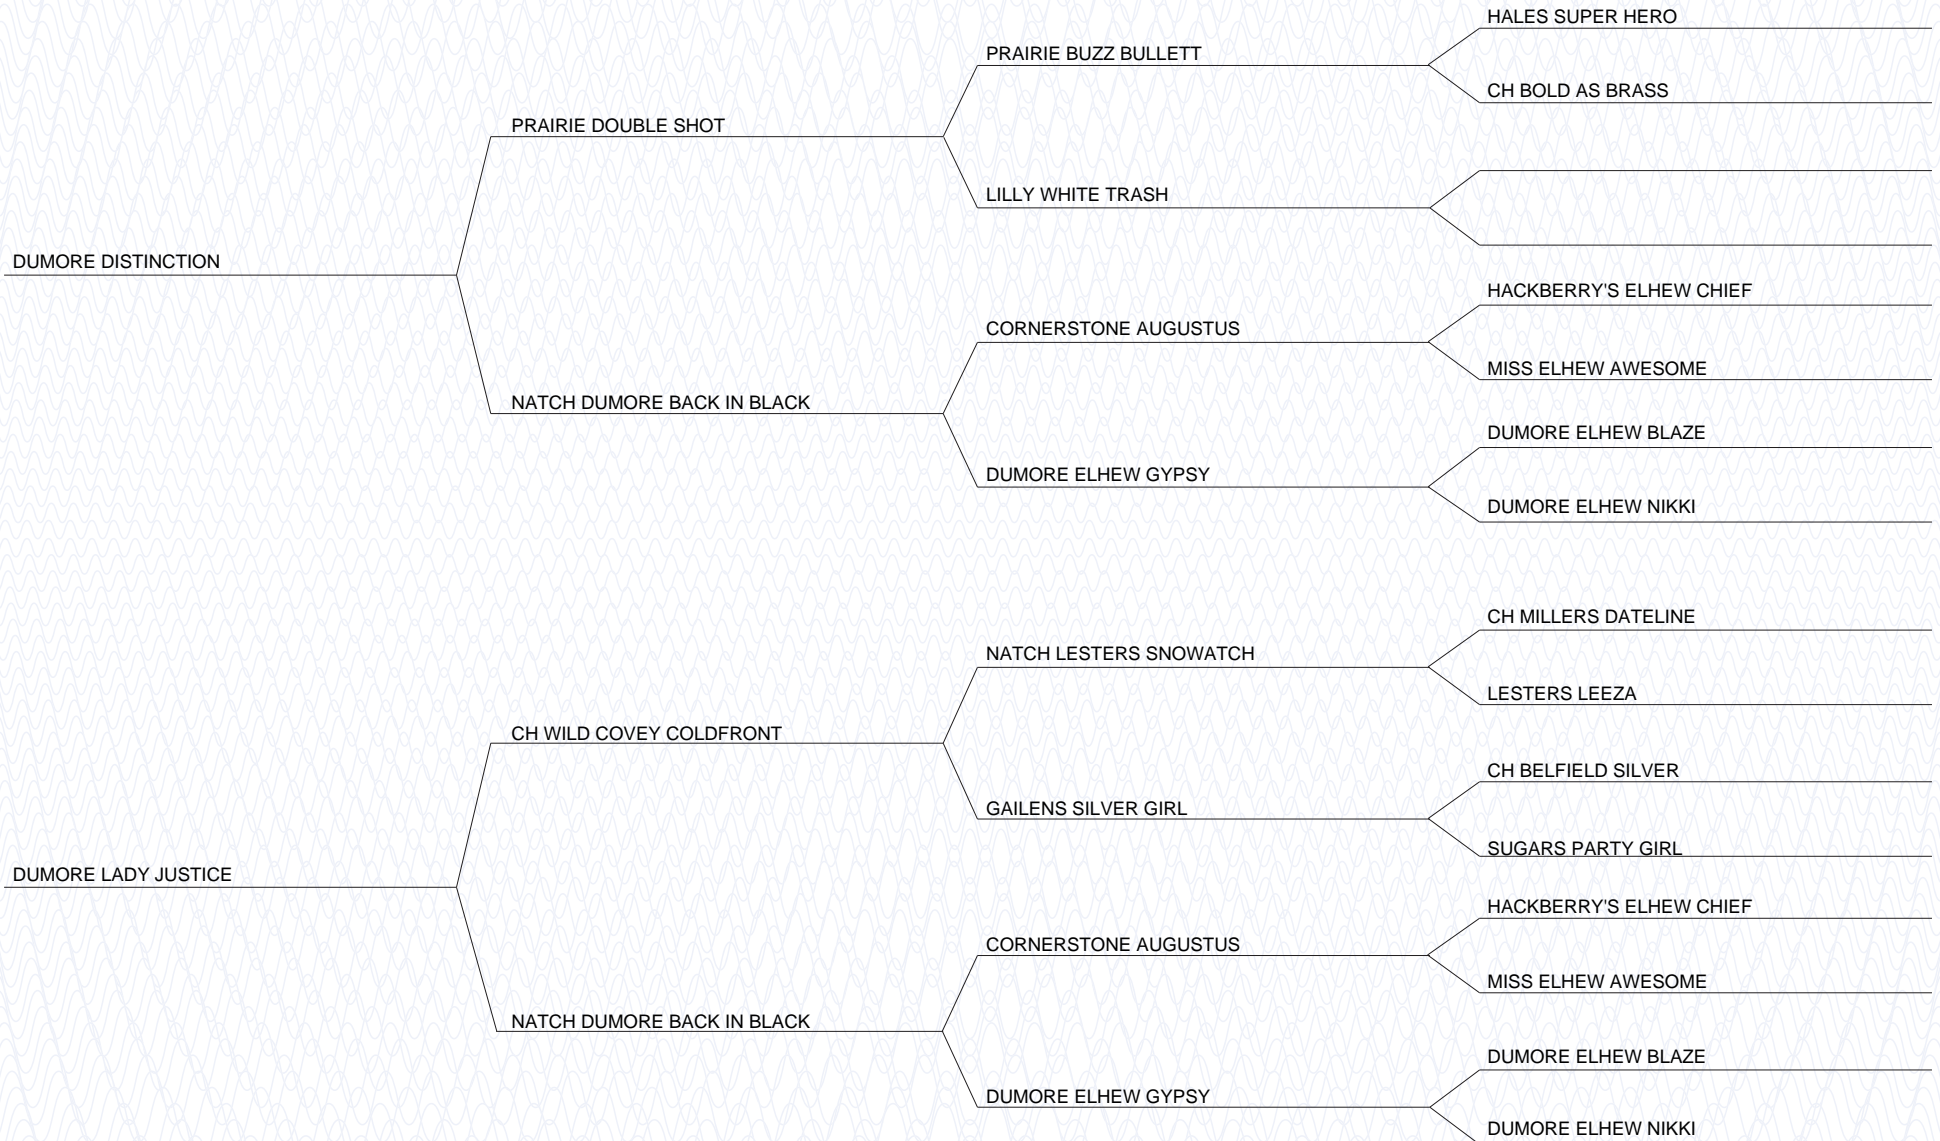 HALES SUPER HERO
PRAIRIE BUZZ BULLETT
CH BOLD AS BRASS
PRAIRIE DOUBLE SHOT
LILLY WHITE TRASH
DUMORE DISTINCTION
HACKBERRY'S ELHEW CHIEF
CORNERSTONE AUGUSTUS
MISS ELHEW AWESOME
NATCH DUMORE BACK IN BLACK
DUMORE ELHEW BLAZE
DUMORE ELHEW GYPSY
DUMORE ELHEW NIKKI
CH MILLERS DATELINE
NATCH LESTERS SNOWATCH
LESTERS LEEZA
CH WILD COVEY COLDFRONT
CH BELFIELD SILVER
GAILENS SILVER GIRL
SUGARS PARTY GIRL
DUMORE LADY JUSTICE
HACKBERRY'S ELHEW CHIEF
CORNERSTONE AUGUSTUS
MISS ELHEW AWESOME
NATCH DUMORE BACK IN BLACK
DUMORE ELHEW BLAZE
DUMORE ELHEW GYPSY
DUMORE ELHEW NIKKI